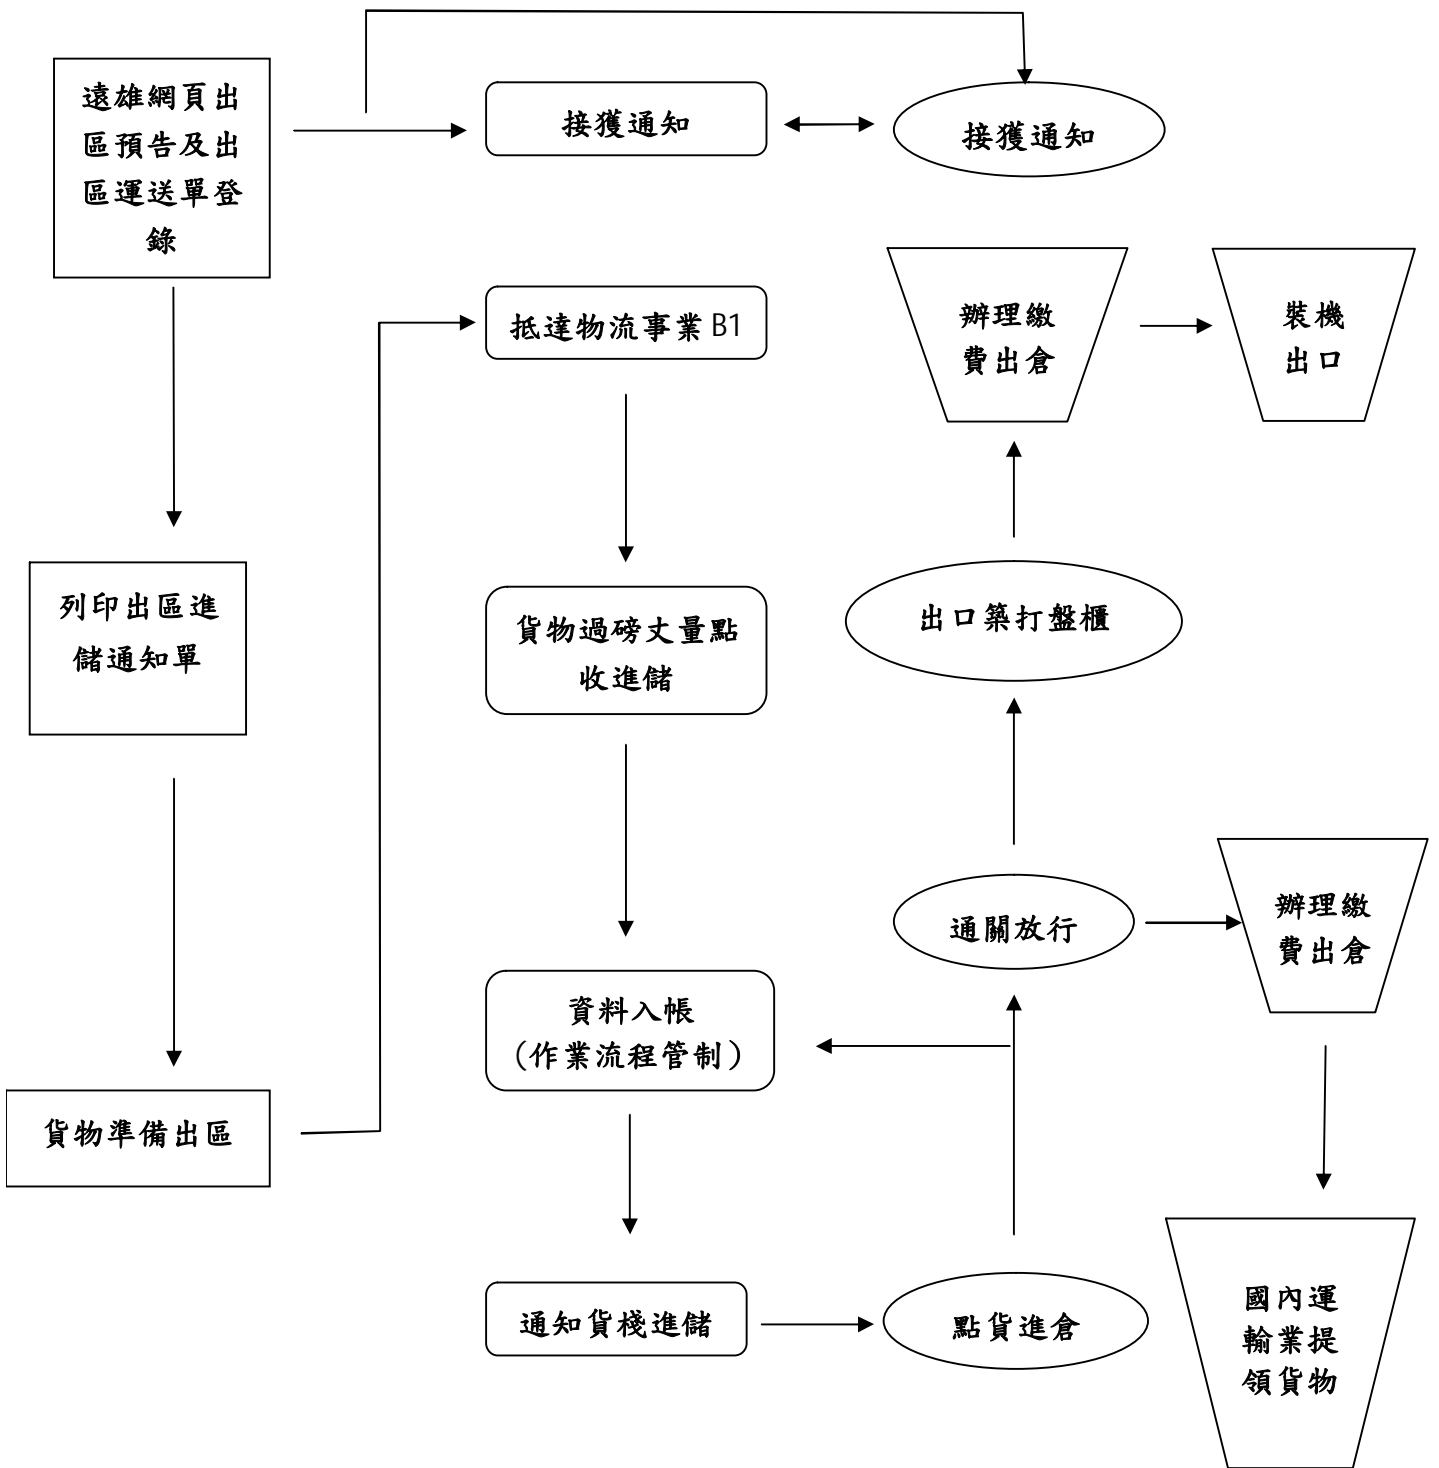 遠雄網頁出
區預告及出
區運送單登
錄
接獲通知
接獲通知
抵達物流事業 B1
辦理繳
費出倉
裝機
出口
列印出區進
儲通知單
貨物過磅丈量點
收進儲
出口築打盤櫃
通關放行
辦理繳
費出倉
資料入帳
(作業流程管制)
貨物準備出區
通知貨棧進儲
點貨進倉
國內運
輸業提
領貨物